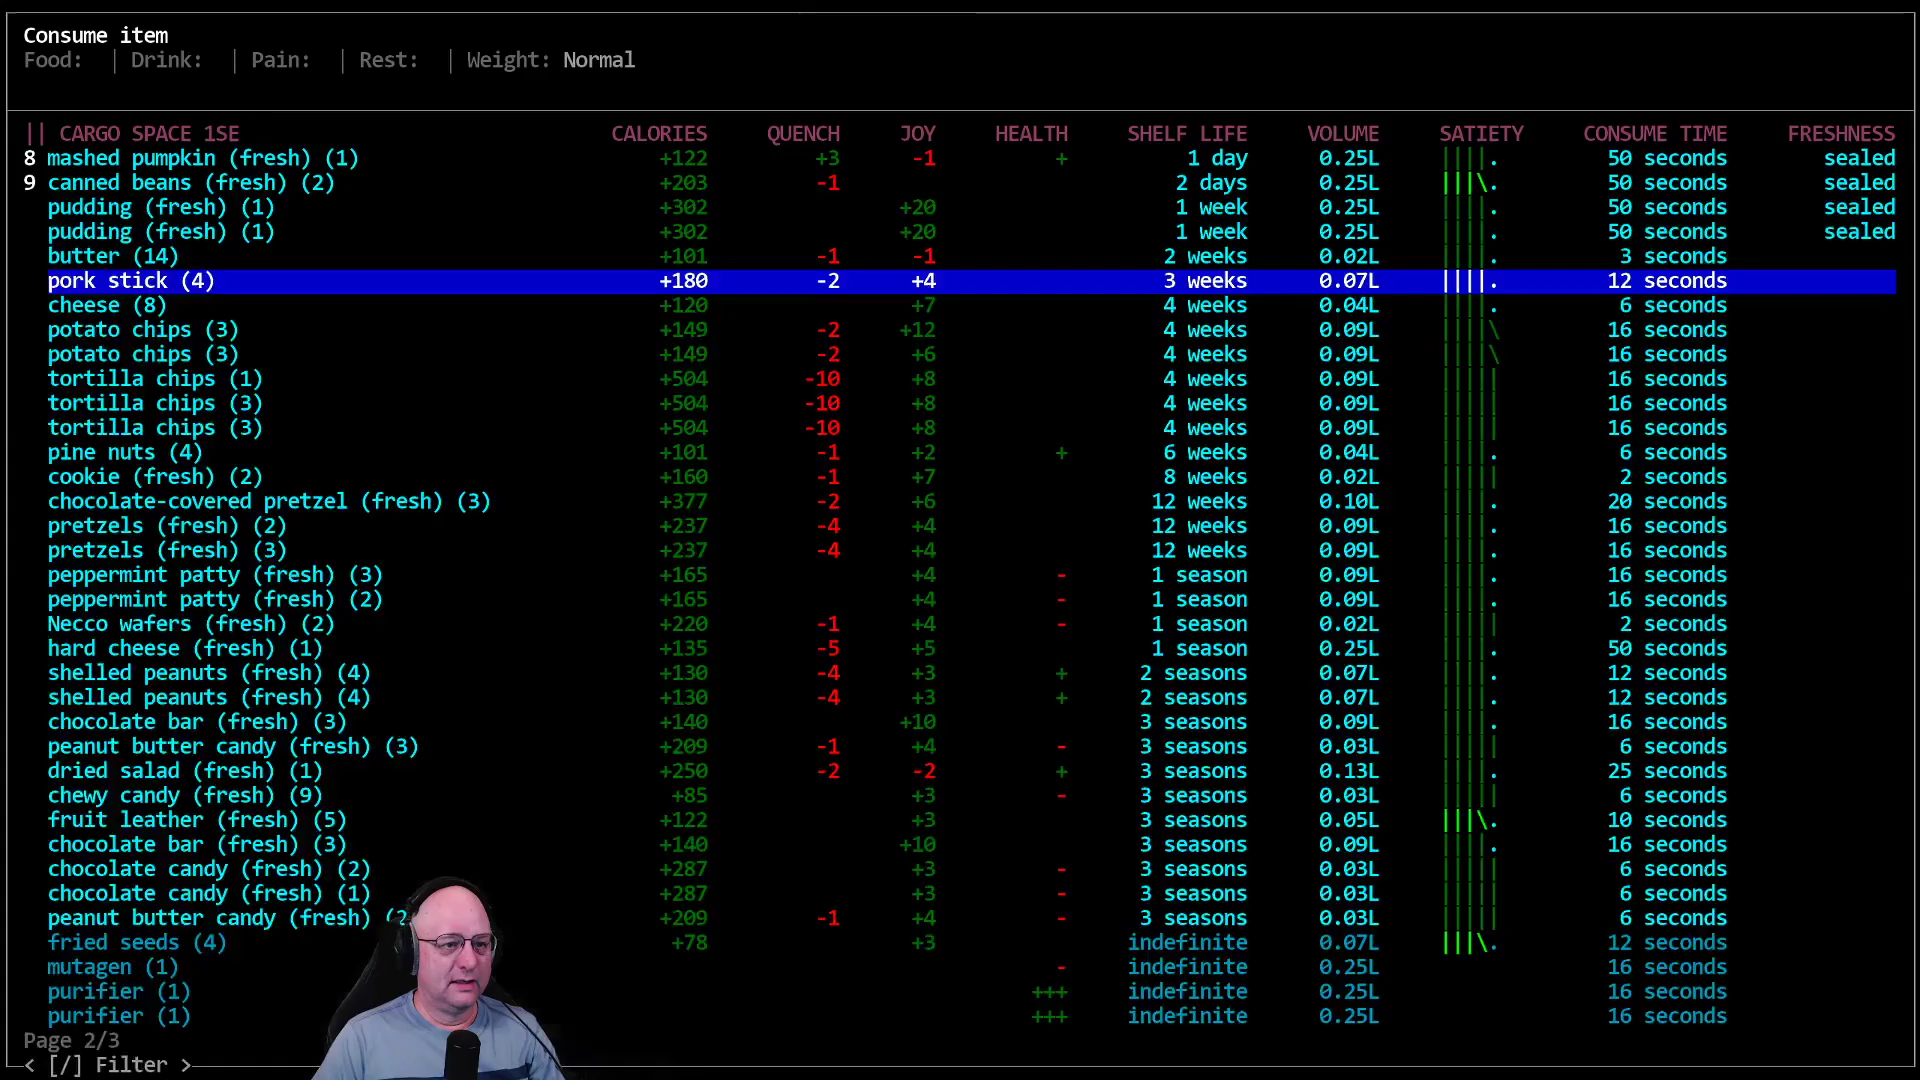 Consume item
Food: | Drink: | Pain: | Rest: | Weight: Normal
|| CARGO SPACE 1SE CALORIES QUENCH JOY HEALTH SHELF LIFE VOLUME SATIETY CONSUME TIME FRESHNESS
8 mashed pumpkin (fresh) (1) +122 +3 -1 + 1 day 0.25L ||||. 50 seconds sealed
9 canned beans (fresh) (2) +203 -1 2 days 0.25L |||\. 50 seconds sealed
pudding (fresh) (1) +302 +20 1 week 0.25L ||||. 50 seconds sealed
pudding (fresh) (1) +302 +20 1 week 0.25L ||||. 50 seconds sealed
butter (14) +101 -1 -1 2 weeks 0.02L ||||. 3 seconds
pork stick (4) +180 -2 +4 3 weeks 0.07L ||||. 12 seconds
cheese (8) +120 +7 4 weeks 0.04L ||||. 6 seconds
potato chips (3) +149 -2 +12 4 weeks 0.09L ||||\ 16 seconds
potato chips (3) +149 -2 +6 4 weeks 0.09L ||||\ 16 seconds
tortilla chips (1) +504 -10 +8 4 weeks 0.09L ||||| 16 seconds
tortilla chips (3) +504 -10 +8 4 weeks 0.09L ||||| 16 seconds
tortilla chips (3) +504 -10 +8 4 weeks 0.09L ||||| 16 seconds
pine nuts (4) +101 -1 +2 + 6 weeks 0.04L ||||. 6 seconds
cookie (fresh) (2) +160 -1 +7 8 weeks 0.02L ||||| 2 seconds
chocolate-covered pretzel (fresh) (3) +377 -2 +6 12 weeks 0.10L ||||. 20 seconds
pretzels (fresh) (2) +237 -4 +4 12 weeks 0.09L ||||. 16 seconds
pretzels (fresh) (3) +237 -4 +4 12 weeks 0.09L ||||. 16 seconds
peppermint patty (fresh) (3) +165 +4 - 1 season 0.09L ||||. 16 seconds
peppermint patty (fresh) (2) +165 +4 - 1 season 0.09L ||||. 16 seconds
Necco wafers (fresh) (2) +220 -1 +4 - 1 season 0.02L ||||| 2 seconds
hard cheese (fresh) (1) +135 -5 +5 1 season 0.25L ||||. 50 seconds
shelled peanuts (fresh) (4) +130 -4 +3 + 2 seasons 0.07L ||||. 12 seconds
shelled peanuts (fresh) (4) +130 -4 +3 + 2 seasons 0.07L ||||. 12 seconds
chocolate bar (fresh) (3) +140 +10 3 seasons 0.09L ||||. 16 seconds
peanut butter candy (fresh) (3) +209 -1 +4 - 3 seasons 0.03L ||||| 6 seconds
dried salad (fresh) (1) +250 -2 -2 + 3 seasons 0.13L ||||. 25 seconds
chewy candy (fresh) (9) +85 +3 - 3 seasons 0.03L ||||| 6 seconds
fruit leather (fresh) (5) +122 +3 3 seasons 0.05L |||\. 10 seconds
chocolate bar (fresh) (3) +140 +10 3 seasons 0.09L ||||. 16 seconds
chocolate candy (fresh) (2) +287 +3 - 3 seasons 0.03L ||||| 6 seconds
chocolate candy (fresh) (1) +287 +3 - 3 seasons 0.03L ||||| 6 seconds
peanut butter candy (fresh) +209 -1 +4 - 3 seasons 0.03L ||||| 6 seconds
fried seeds (4) +78 +3 indefinite 0.07L |||\. 12 seconds
mutagen (1) - indefinite 0.25L 16 seconds
purifier (1) +++ indefinite 0.25L 16 seconds
purifier (1) +++ indefinite 0.25L 16 seconds
Page 2/3
< [/] Filter >